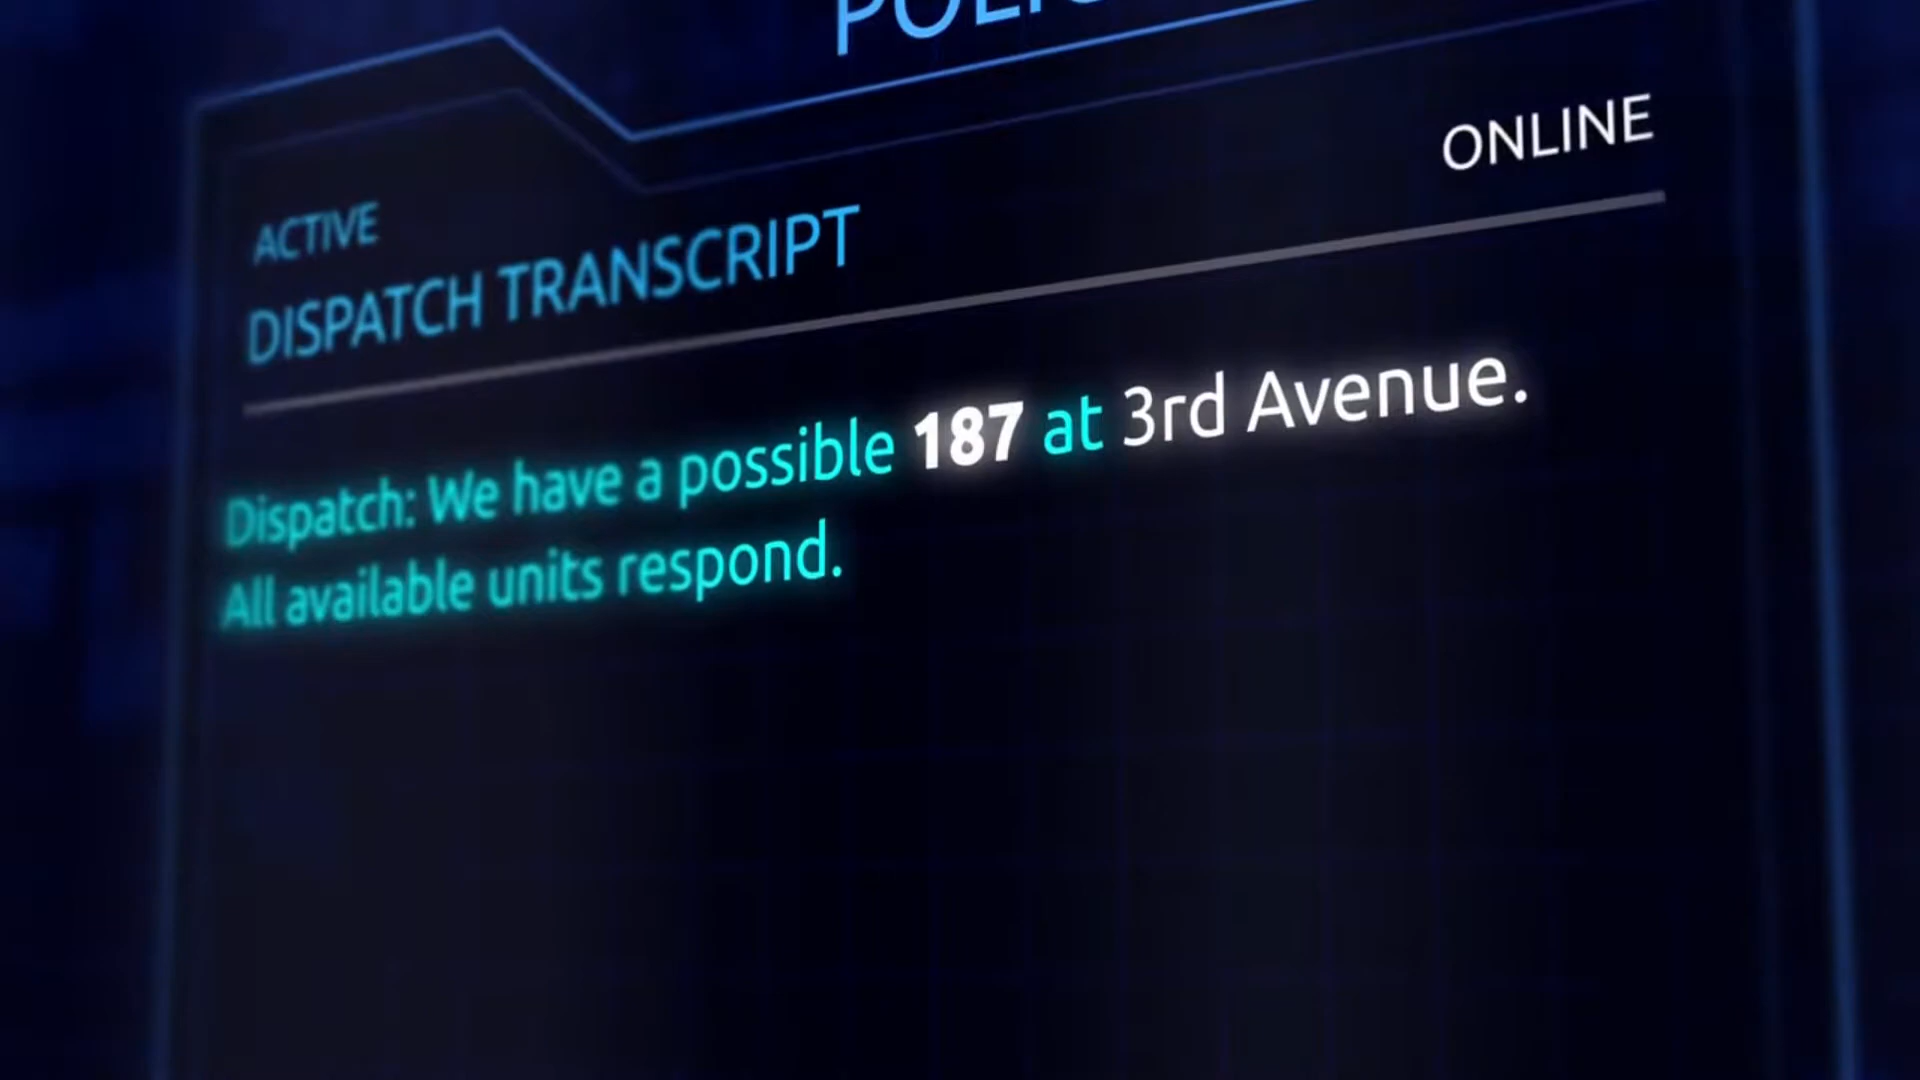 ACTIVE
ONLINE
DISPATCH TRANSCRIPT
Dispatch: We have a possible 187 at 3rd Avenue.
All available units respond.